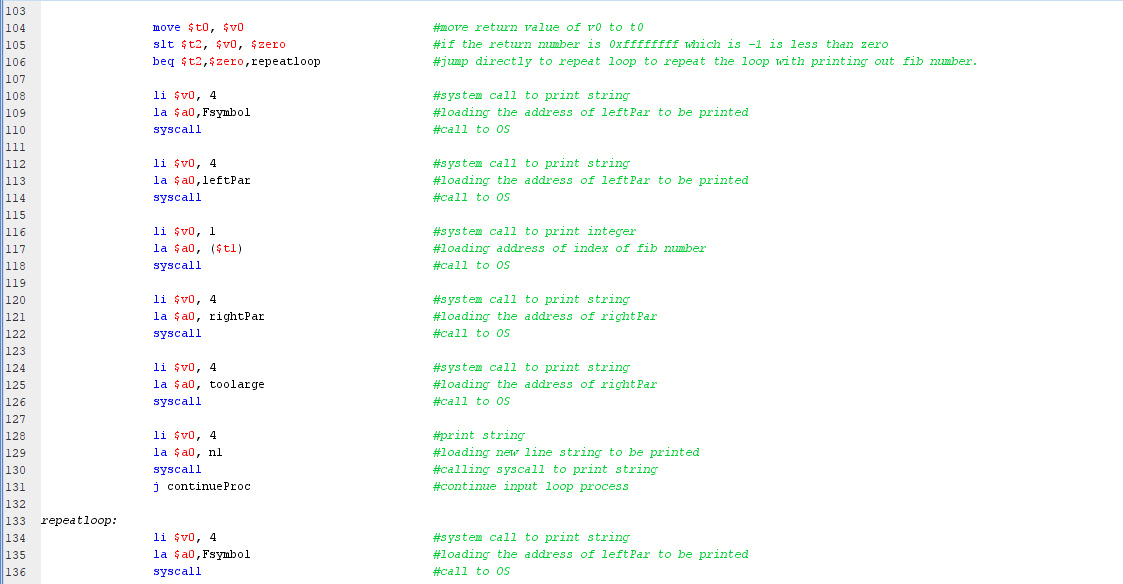 103
104 move $t0, $v0 #move return value of v0 to t0
105 slt $t2, $v0, $zero #if the return number is 0xffffffff which is -1 is less than zero
106 beq $t2,$zero,repeatloop #jump directly to repeat loop to repeat the loop with printing out fib number.
107
108 li $v0, 4 #system call to print string
109 la $a0,Fsymbol #loading the address of leftPar to be printed
110 syscall #call to OS
111
112 li $v0, 4 #system call to print string
113 la $a0,leftPar #loading the address of leftPar to be printed
114 syscall #call to OS
115
116 li $v0, 1 #system call to print integer
117 la $a0, ($t1) #loading address of index of fib number
118 syscall #call to OS
119
120 li $v0, 4 #system call to print string
121 la $a0, rightPar #loading the address of rightPar
122 syscall #call to OS
123
124 li $v0, 4 #system call to print string
125 la $a0, toolarge #loading the address of rightPar
126 syscall #call to OS
127
128 li $v0, 4 #print string
129 la $a0, nl #loading new line string to be printed
130 syscall #calling syscall to print string
131 j continueProc #continue input loop process
132
133 repeatloop:
134 li $v0, 4 #system call to print string
135 la $a0,Fsymbol #loading the address of leftPar to be printed
136 syscall #call to OS